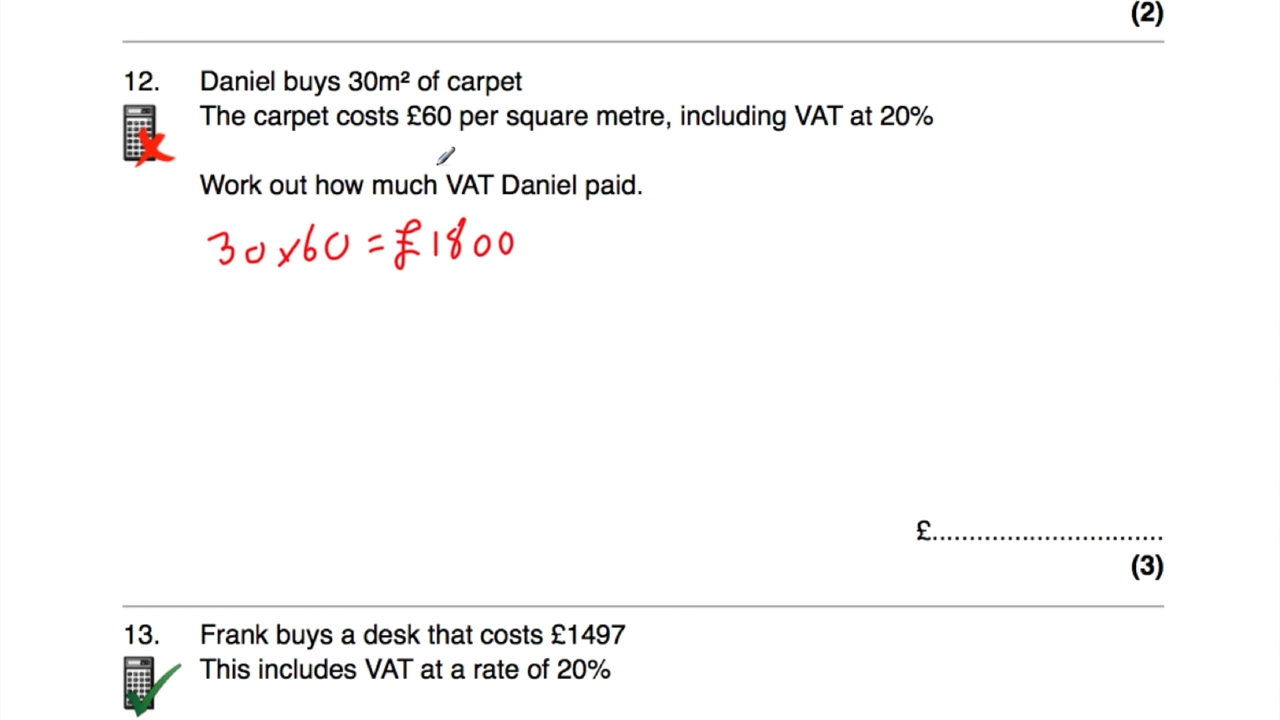 (2)
12. Daniel buys 30m² of carpet
The carpet costs £60 per square metre, including VAT at 20%
Work out how much VAT Daniel paid.
30 x 60 = £1800
£................................
(3)
13. Frank buys a desk that costs £1497
This includes VAT at a rate of 20%